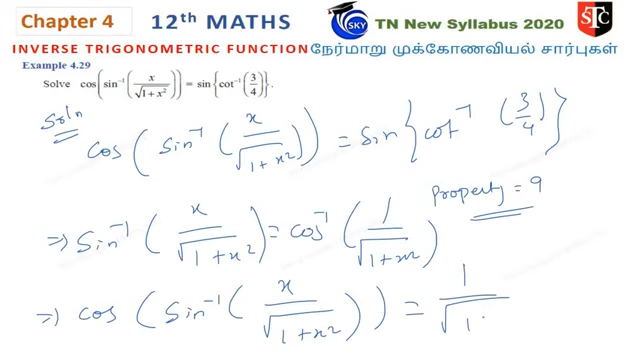 Chapter 4
12th MATHS
SKY
TN New Syllabus 2020
STC
INVERSE TRIGONOMETRIC FUNCTION நேர்மாறு முக்கோணவியல் சார்புகள்
Example 4.29
Solve cos(sin⁻¹(x/√(1+x²))) = sin{cot⁻¹(3/4)}.
Soln
cos(sin⁻¹(x/√(1+x²))) = sin{cot⁻¹(3/4)}
Property = 9
⇒ sin⁻¹(x/√(1+x²)) = cos⁻¹(1/√(1+x²))
⇒ cos(sin⁻¹(x/√(1+x²))) = 1/√1